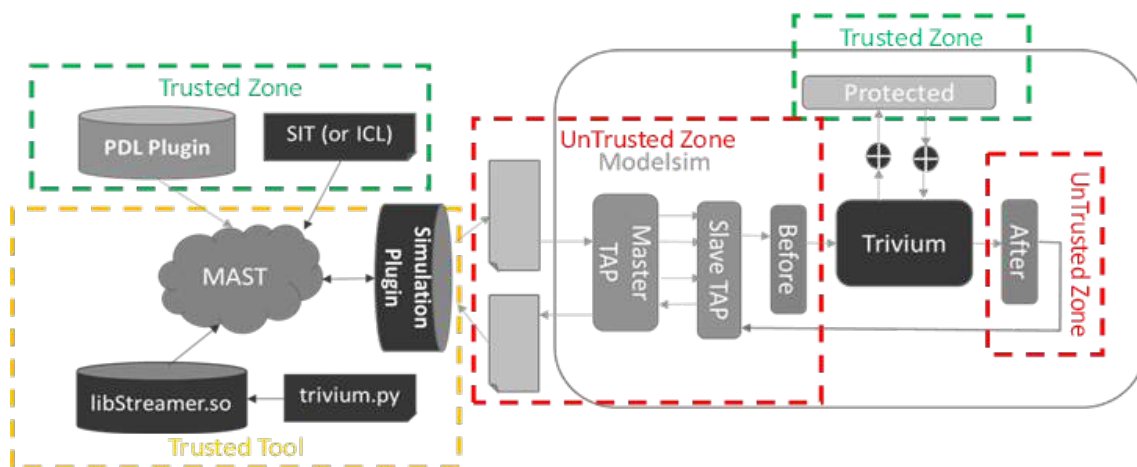 Trusted Zone
Trusted Zone
Protected
PDL Plugin
SIT (or ICL)
UnTrusted Zone
Modelsim
MAST
Simulation
Plugin
Master
TAP
Slave TAP
Before
Trivium
After
UnTrusted Zone
libStreamer.so
trivium.py
Trusted Tool